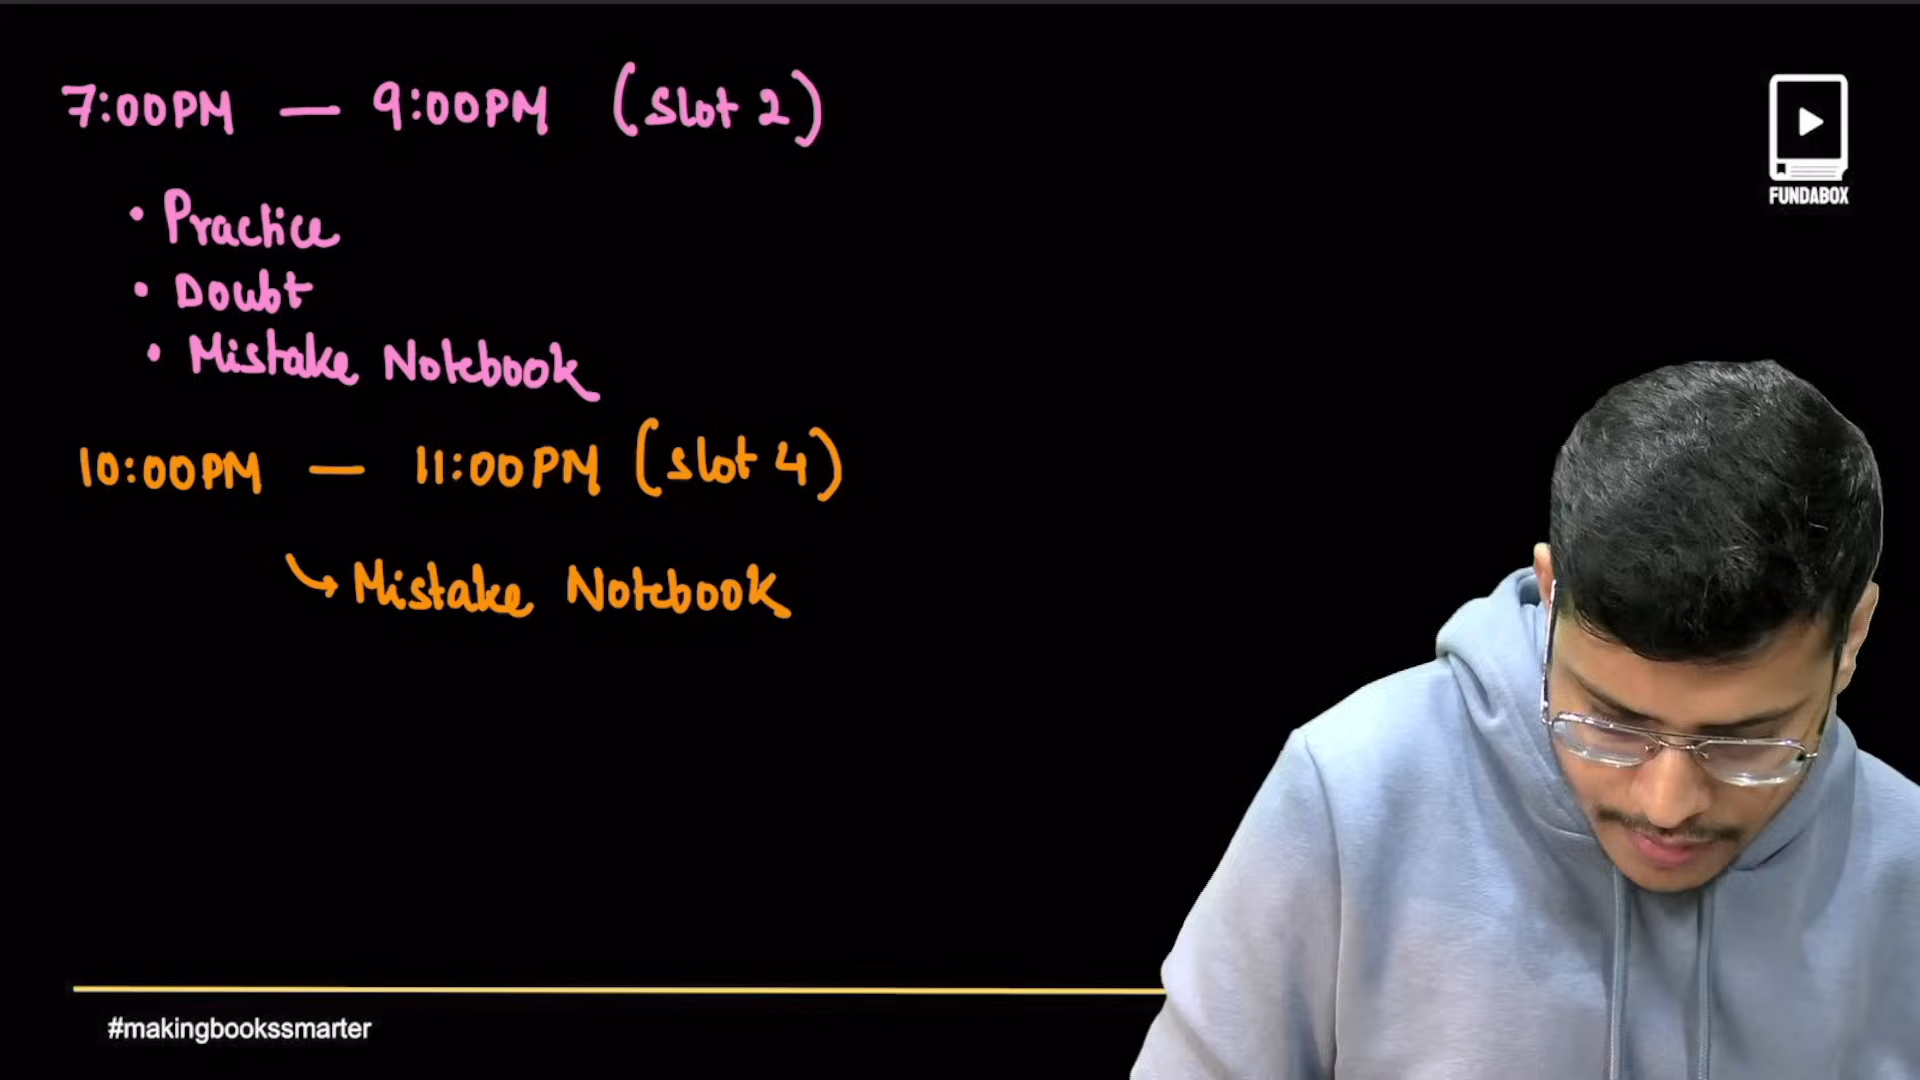 7:00PM — 9:00PM (Slot 2)
• Practice
• Doubt
• Mistake Notebook
10:00PM — 11:00PM (Slot 4)
↳ Mistake Notebook
FUNDABOX
#makingbookssmarter